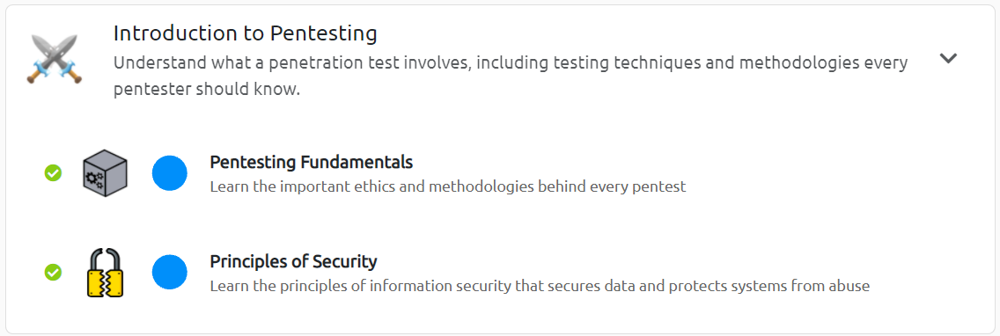 Introduction to Pentesting
Understand what a penetration test involves, including testing techniques and methodologies every
pentester should know.
Pentesting Fundamentals
Learn the important ethics and methodologies behind every pentest
Principles of Security
Learn the principles of information security that secures data and protects systems from abuse